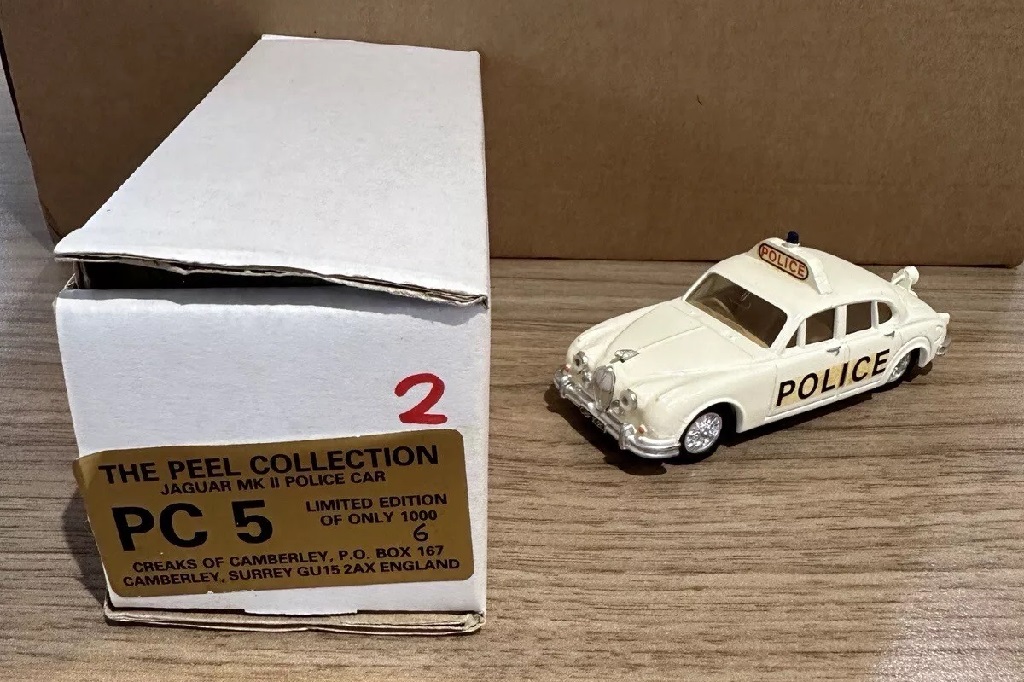 2
THE PEEL COLLECTION
JAGUAR MK II POLICE CAR
PC 5
LIMITED EDITION
OF ONLY 1000
6
CREAKS OF CAMBERLEY, P.O. BOX 167
CAMBERLEY, SURREY GU15 2AX ENGLAND
POLICE
POLICE